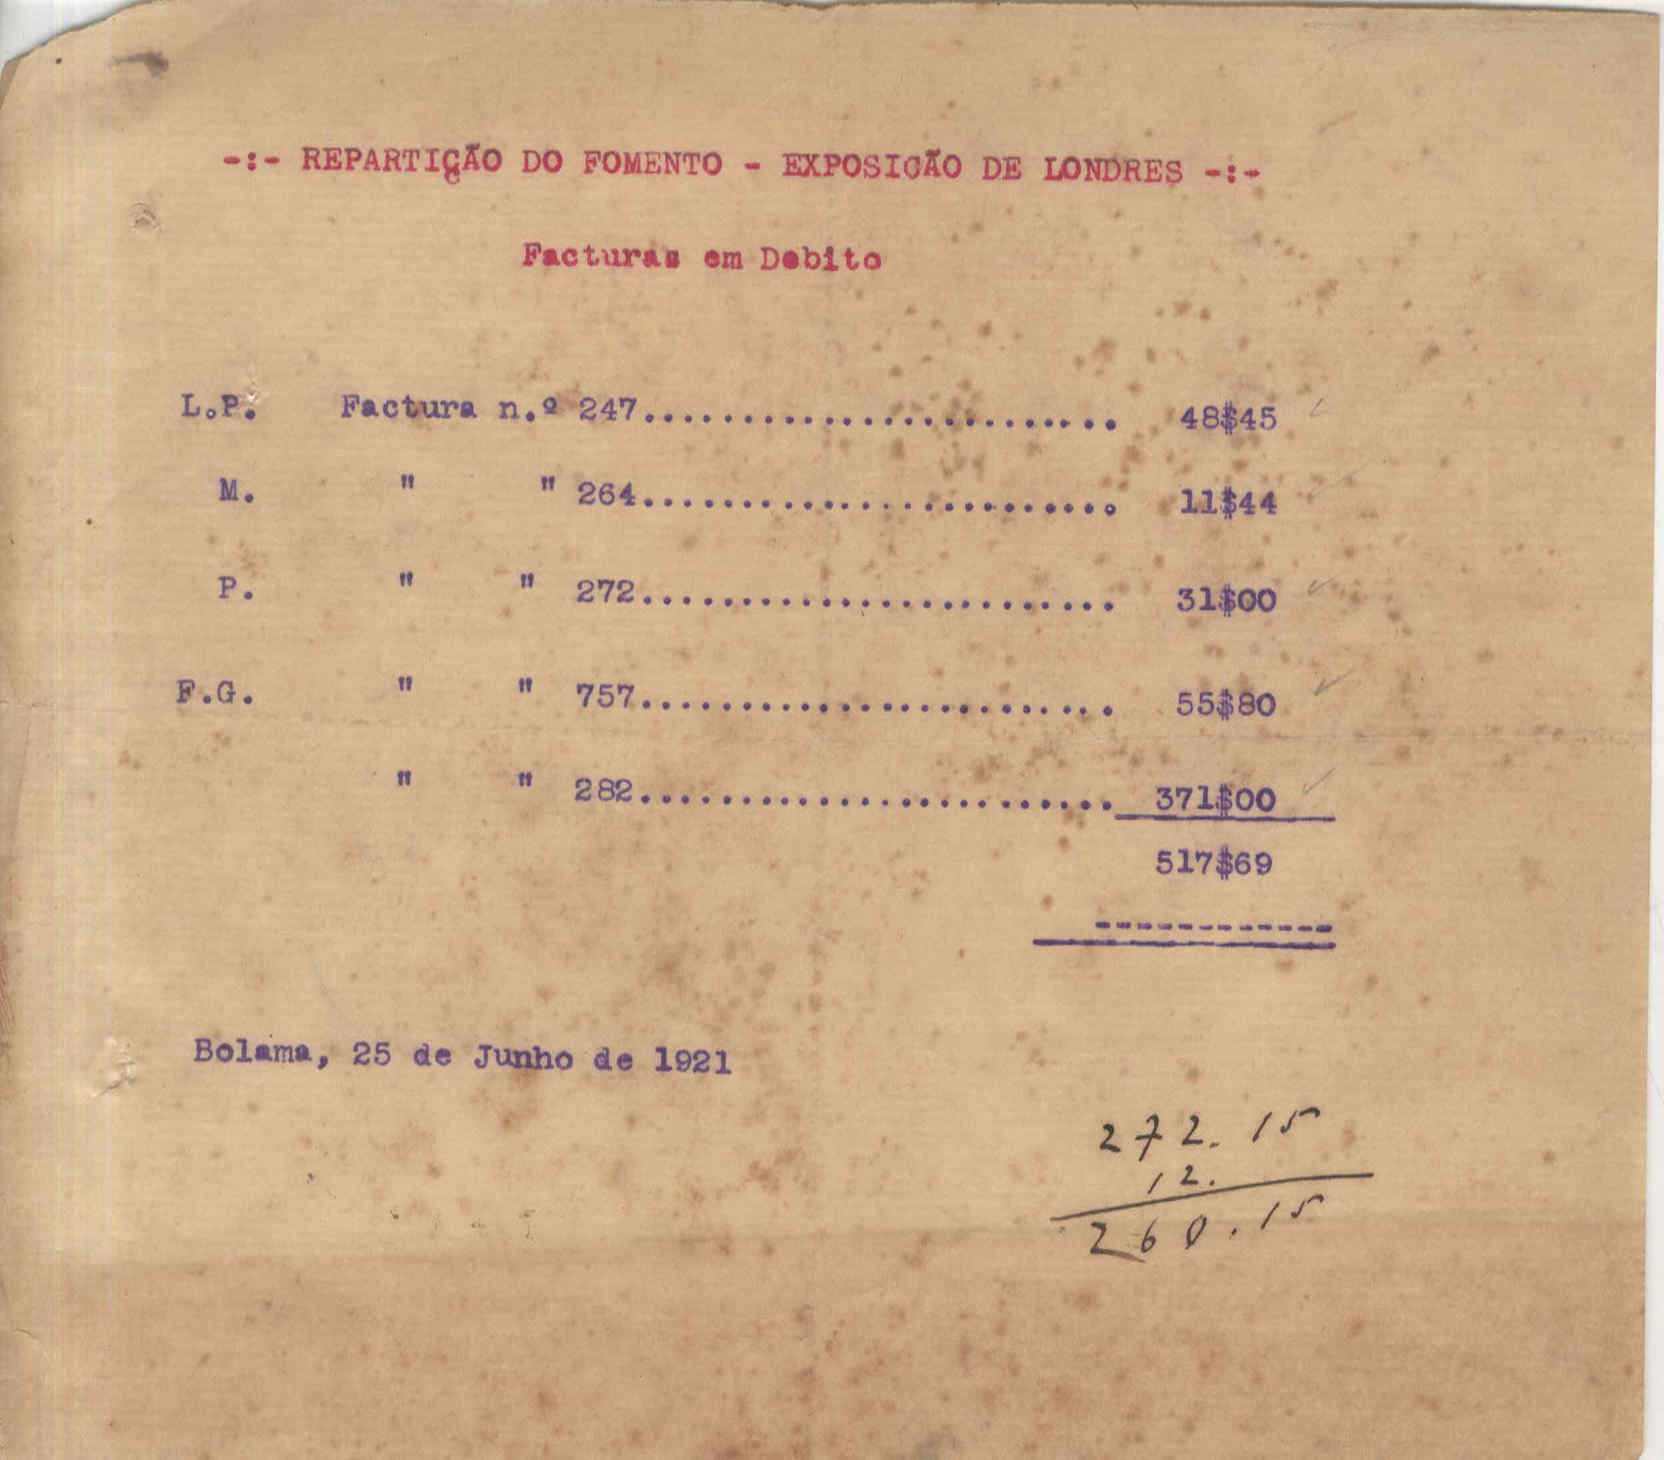 -:- REPARTIÇÃO DO FOMENTO - EXPOSICÃO DE LONDRES -:-
Facturas em Debito
L.P. Factura n.º 247........................ 48$45
M. " " 264........................ 11$44
P. " " 272........................ 31$00
F.G. " " 757........................ 55$80
" " 282........................ 371$00
517$69
------------
Bolama, 25 de Junho de 1921
272.15
12.
260.15